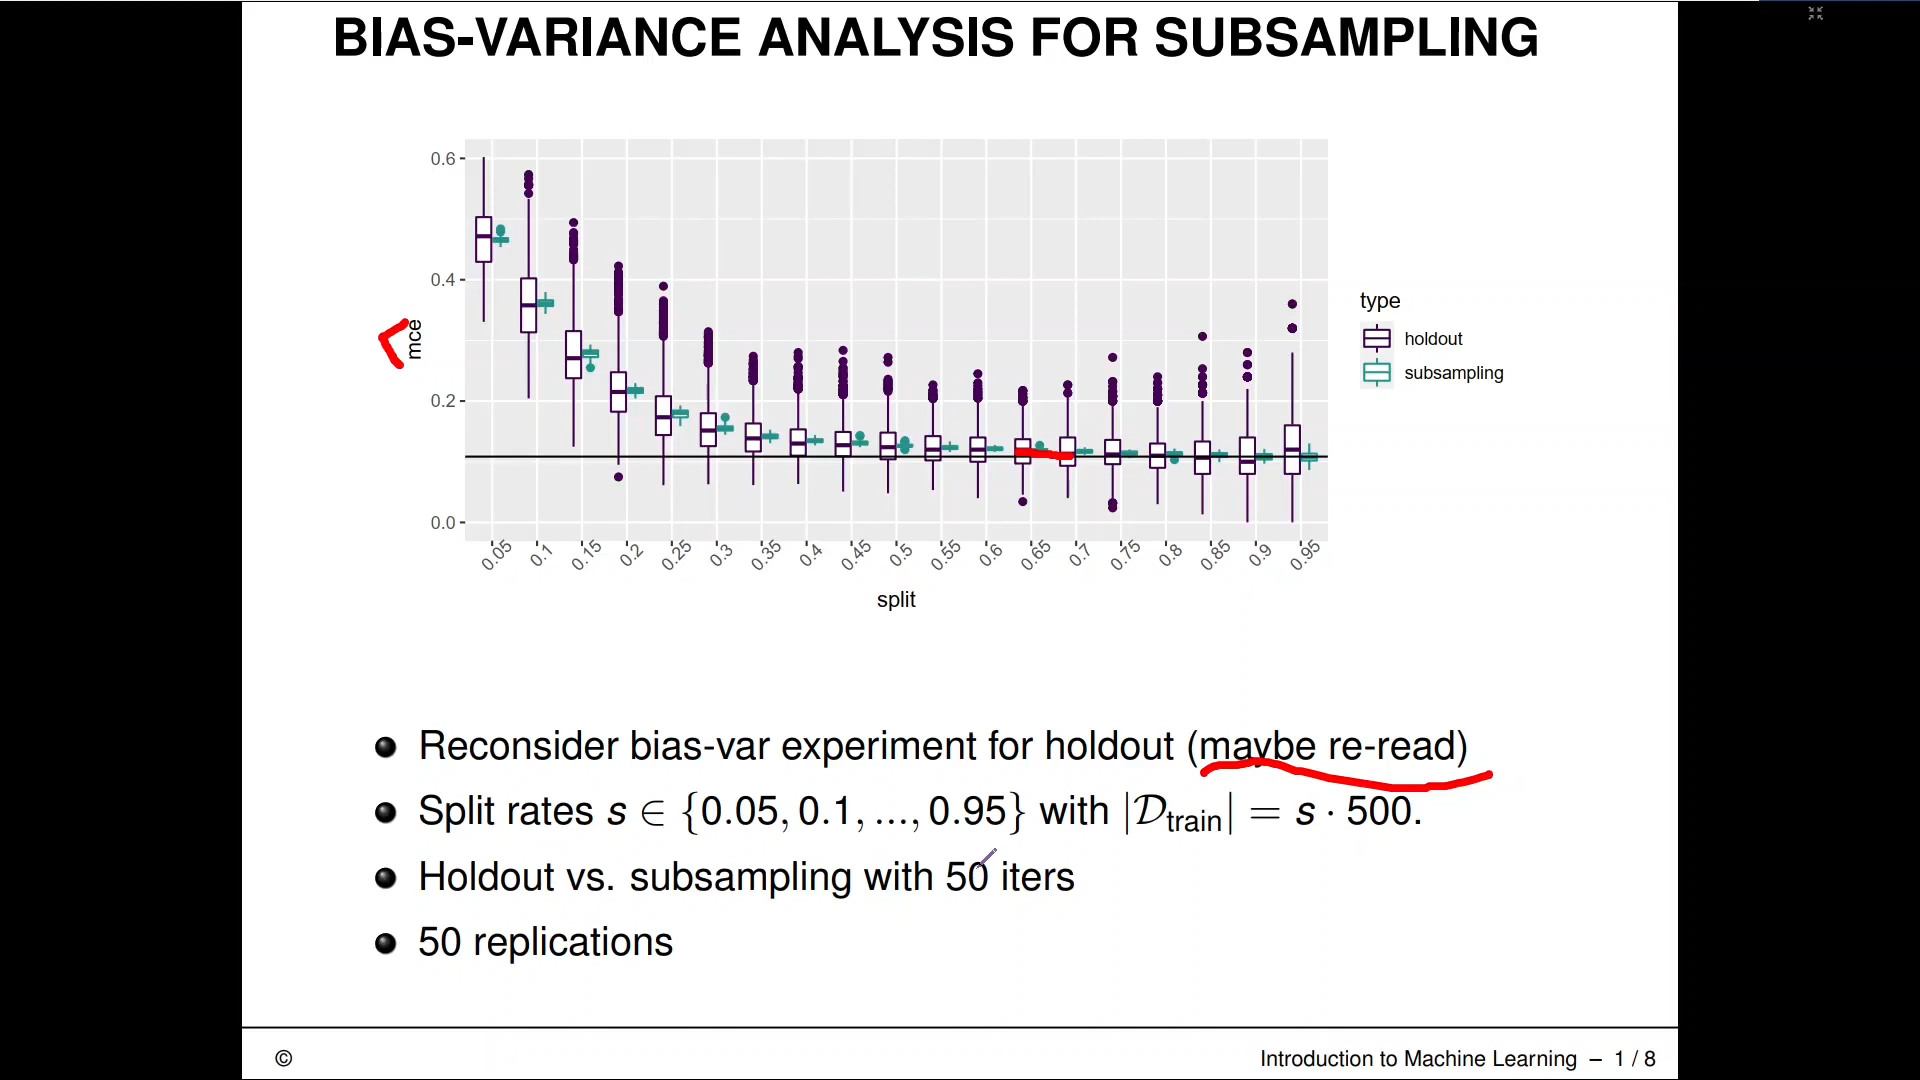 BIAS-VARIANCE ANALYSIS FOR SUBSAMPLING
0.6
0.4
0.2
0.0
mce
0.05 0.1 0.15 0.2 0.25 0.3 0.35 0.4 0.45 0.5 0.55 0.6 0.65 0.7 0.75 0.8 0.85 0.9 0.95
split
type
holdout
subsampling
Reconsider bias-var experiment for holdout (maybe re-read)
Split rates s ∈ {0.05, 0.1, ..., 0.95} with |𝒟train| = s · 500.
Holdout vs. subsampling with 50 iters
50 replications
© Introduction to Machine Learning – 1 / 8